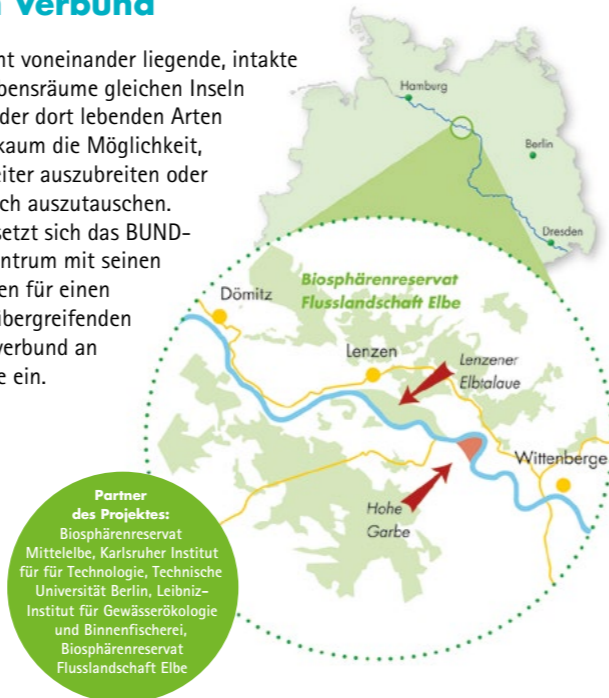 Verbund
nt voneinander liegende, intakte
bensräume gleichen Inseln
der dort lebenden Arten
kaum die Möglichkeit,
eiter auszubreiten oder
ch auszutauschen.
setzt sich das BUND-
ntrum mit seinen
en für einen
übergreifenden
verbund an
e ein.
Hamburg
Berlin
Dresden
Biosphärenreservat
Flusslandschaft Elbe
Dömitz
Lenzen
Lenzener
Elbtalaue
Wittenberge
Hohe
Garbe
Partner
des Projektes:
Biosphärenreservat
Mittelelbe, Karlsruher Institut
für für Technologie, Technische
Universität Berlin, Leibniz-
Institut für Gewässerökologie
und Binnenfischerei,
Biosphärenreservat
Flusslandschaft Elbe